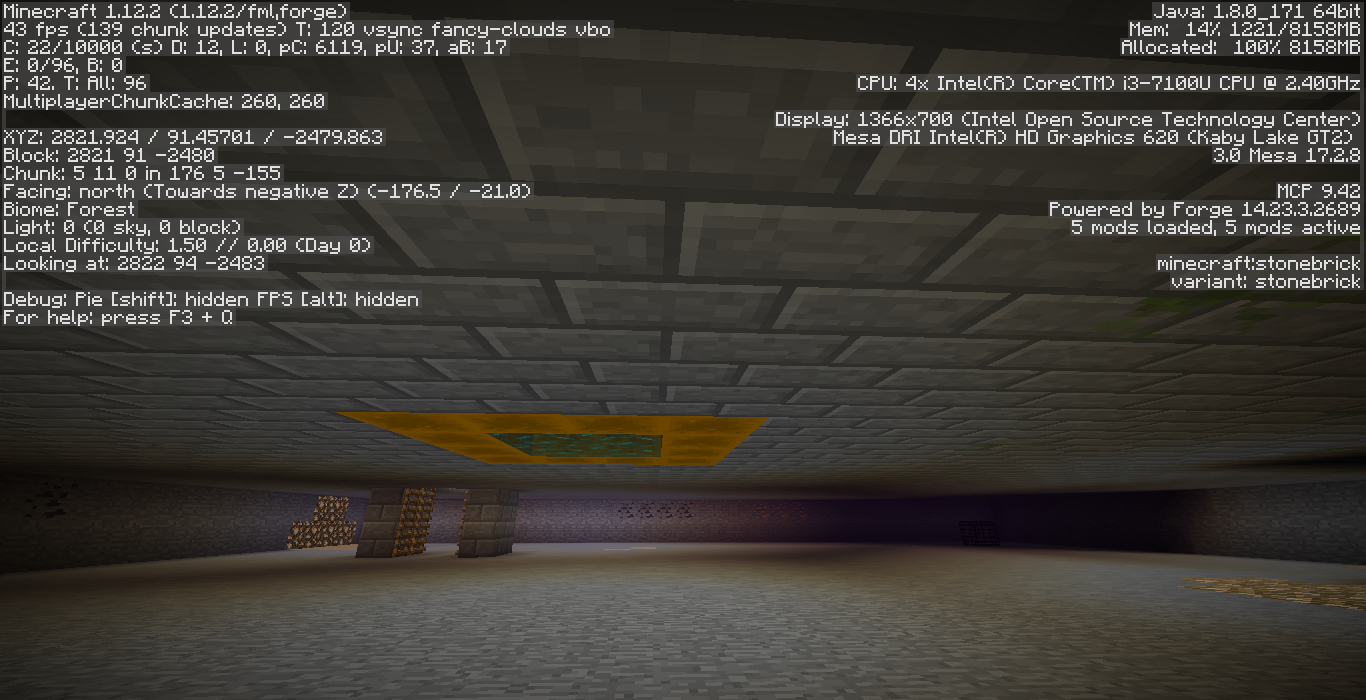 Minecraft 1.12.2 (1.12.2/fml,forge)
43 fps (139 chunk updates) T: 120 vsync fancy-clouds vbo
C: 22/10000 (s) D: 12, L: 0, pC: 6119, pU: 37, aB: 17
E: 0/96, B: 0
P: 42. T: All: 96
MultiplayerChunkCache: 260, 260
XYZ: 2821.924 / 91.45701 / -2479.863
Block: 2821 91 -2480
Chunk: 5 11 0 in 176 5 -155
Facing: north (Towards negative Z) (-176.5 / -21.0)
Biome: Forest
Light: 0 (0 sky, 0 block)
Local Difficulty: 1.50 // 0.00 (Day 0)
Looking at: 2822 94 -2483
Debug: Pie [shift]: hidden FPS [alt]: hidden
For help: press F3 + Q
Java: 1.8.0_171 64bit
Mem: 14% 1221/8158MB
Allocated: 100% 8158MB
CPU: 4x Intel(R) Core(TM) i3-7100U CPU @ 2.40GHz
Display: 1366x700 (Intel Open Source Technology Center)
Mesa DRI Intel(R) HD Graphics 620 (Kaby Lake GT2)
3.0 Mesa 17.2.8
MCP 9.42
Powered by Forge 14.23.3.2689
5 mods loaded, 5 mods active
minecraft:stonebrick
variant: stonebrick